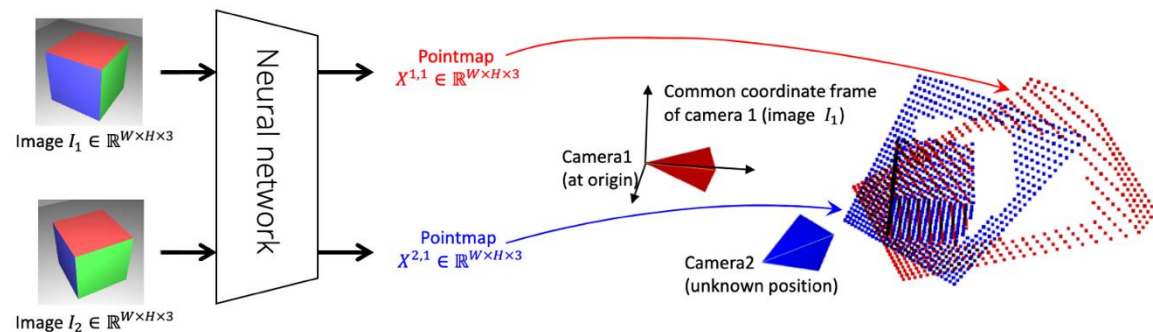 Image I₁ ∈ ℝ^{W×H×3}
Image I₂ ∈ ℝ^{W×H×3}
Neural network
Pointmap
X^{1,1} ∈ ℝ^{W×H×3}
Pointmap
X^{2,1} ∈ ℝ^{W×H×3}
Common coordinate frame
of camera 1 (image I₁)
Camera1
(at origin)
Camera2
(unknown position)